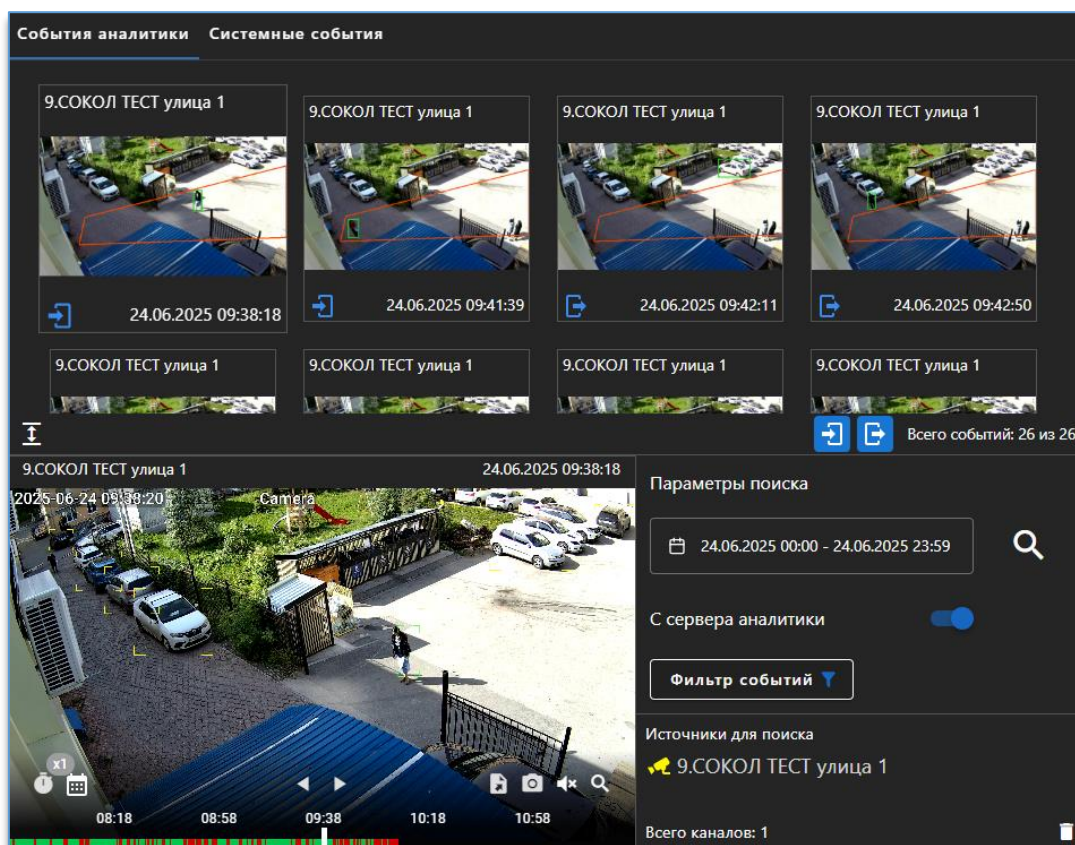 События аналитики Системные события
9.СОКОЛ ТЕСТ улица 1
9.СОКОЛ ТЕСТ улица 1
9.СОКОЛ ТЕСТ улица 1
9.СОКОЛ ТЕСТ улица 1
24.06.2025 09:38:18
24.06.2025 09:41:39
24.06.2025 09:42:11
24.06.2025 09:42:50
9.СОКОЛ ТЕСТ улица 1
9.СОКОЛ ТЕСТ улица 1
9.СОКОЛ ТЕСТ улица 1
9.СОКОЛ ТЕСТ улица 1
Всего событий: 26 из 26
9.СОКОЛ ТЕСТ улица 1 24.06.2025 09:38:18
2025-06-24 09:38:20 Camera
x1
08:18 08:58 09:38 10:18 10:58
Параметры поиска
24.06.2025 00:00 - 24.06.2025 23:59
С сервера аналитики
Фильтр событий
Источники для поиска
9.СОКОЛ ТЕСТ улица 1
Всего каналов: 1